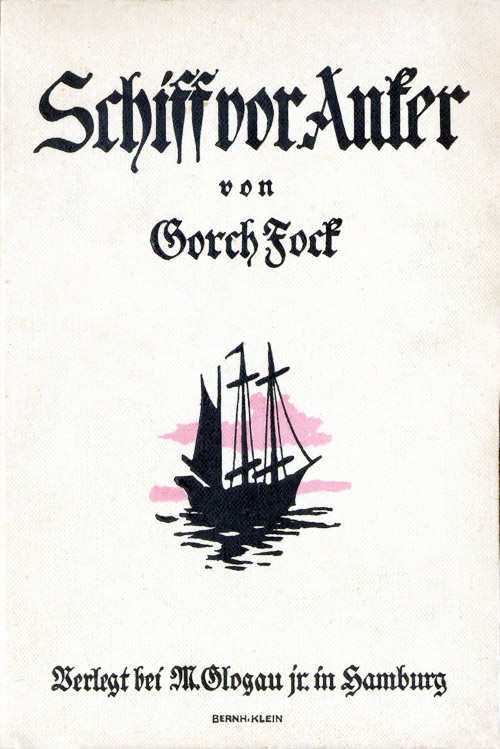 Schiff vor Anker
von
Gorch Fock
Verlegt bei M. Glogau jr. in Hamburg
BERNH. KLEIN